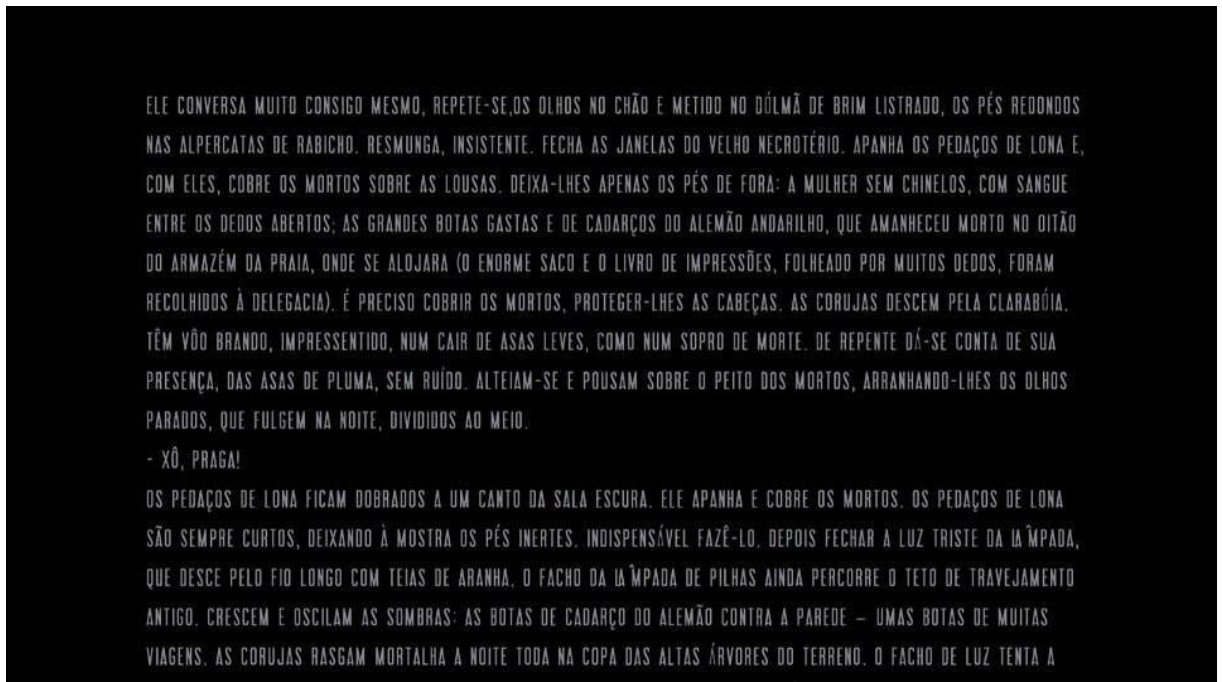 ELE CONVERSA MUITO CONSIGO MESMO, REPETE-SE,OS OLHOS NO CHÃO E METIDO NO DÓLMÃ DE BRIM LISTRADO, OS PÉS REDONDOS
NAS ALPERCATAS DE RABICHO. RESMUNGA, INSISTENTE. FECHA AS JANELAS DO VELHO NECROTÉRIO. APANHA OS PEDAÇOS DE LONA E,
COM ELES, COBRE OS MORTOS SOBRE AS LOUSAS. DEIXA-LHES APENAS OS PÉS DE FORA: A MULHER SEM CHINELOS, COM SANGUE
ENTRE OS DEDOS ABERTOS; AS GRANDES BOTAS GASTAS E DE CADARÇOS DO ALEMÃO ANDARILHO, QUE AMANHECEU MORTO NO OITÃO
DO ARMAZÉM DA PRAIA, ONDE SE ALOJARA (O ENORME SACO E O LIVRO DE IMPRESSÕES, FOLHEADO POR MUITOS DEDOS, FORAM
RECOLHIDOS À DELEGACIA). É PRECISO COBRIR OS MORTOS, PROTEGER-LHES AS CABEÇAS. AS CORUJAS DESCEM PELA CLARABÓIA.
TÊM VÔO BRANDO, IMPRESSENTIDO, NUM CAIR DE ASAS LEVES, COMO NUM SOPRO DE MORTE. DE REPENTE DÁ-SE CONTA DE SUA
PRESENÇA, DAS ASAS DE PLUMA, SEM RUÍDO. ALTEIAM-SE E POUSAM SOBRE O PEITO DOS MORTOS, ARRANHANDO-LHES OS OLHOS
PARADOS, QUE FULGEM NA NOITE, DIVIDIDOS AO MEIO.
- XÔ, PRAGA!
OS PEDAÇOS DE LONA FICAM DOBRADOS A UM CANTO DA SALA ESCURA. ELE APANHA E COBRE OS MORTOS. OS PEDAÇOS DE LONA
SÃO SEMPRE CURTOS, DEIXANDO À MOSTRA OS PÉS INERTES. INDISPENSÁVEL FAZÊ-LO. DEPOIS FECHAR A LUZ TRISTE DA LÂMPADA,
QUE DESCE PELO FIO LONGO COM TEIAS DE ARANHA. O FACHO DA LÂMPADA DE PILHAS AINDA PERCORRE O TETO DE TRAVEJAMENTO
ANTIGO. CRESCEM E OSCILAM AS SOMBRAS: AS BOTAS DE CADARÇO DO ALEMÃO CONTRA A PAREDE – UMAS BOTAS DE MUITAS
VIAGENS. AS CORUJAS RASGAM MORTALHA A NOITE TODA NA COPA DAS ALTAS ÁRVORES DO TERRENO. O FACHO DE LUZ TENTA A